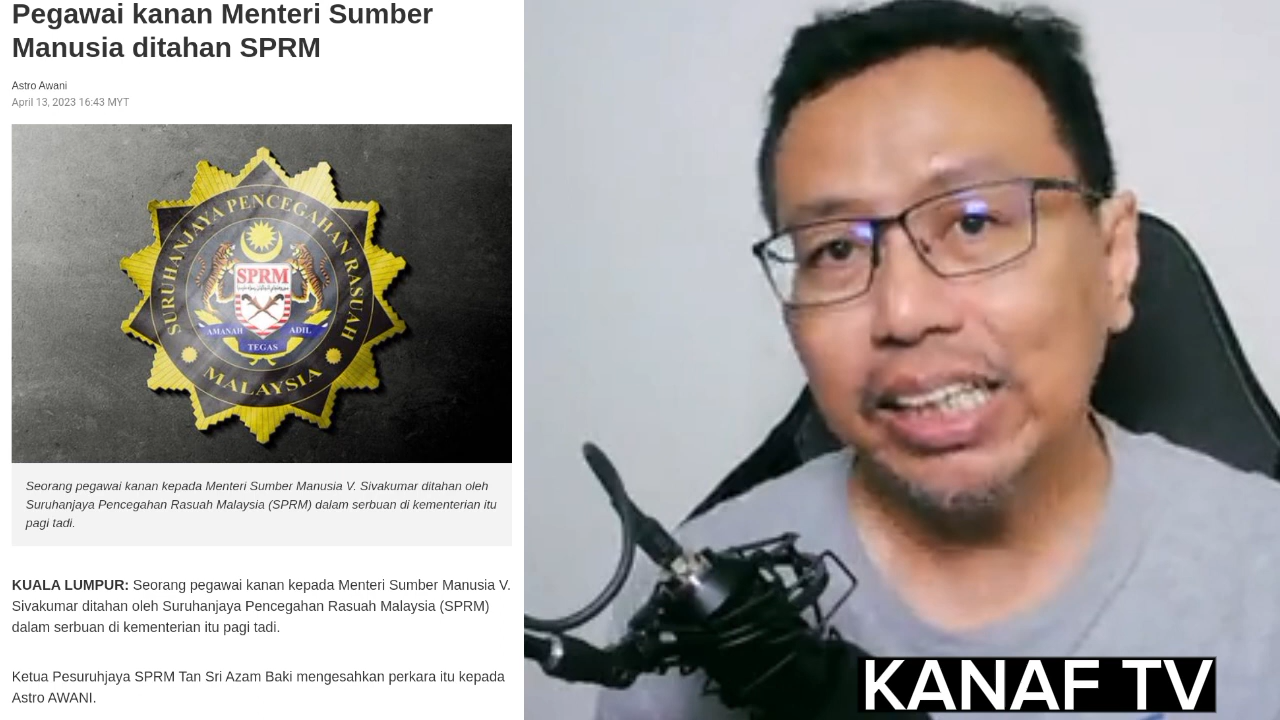 Pegawai kanan Menteri Sumber
Manusia ditahan SPRM
Astro Awani
April 13, 2023 16:43 MYT
SURUHANJAYA PENCEGAHAN RASUAH
SPRM
AMANAH
ADIL
TEGAS
MALAYSIA
Seorang pegawai kanan kepada Menteri Sumber Manusia V. Sivakumar ditahan oleh
Suruhanjaya Pencegahan Rasuah Malaysia (SPRM) dalam serbuan di kementerian itu
pagi tadi.
KUALA LUMPUR: Seorang pegawai kanan kepada Menteri Sumber Manusia V.
Sivakumar ditahan oleh Suruhanjaya Pencegahan Rasuah Malaysia (SPRM)
dalam serbuan di kementerian itu pagi tadi.
Ketua Pesuruhjaya SPRM Tan Sri Azam Baki mengesahkan perkara itu kepada
Astro AWANI.
KANAF TV